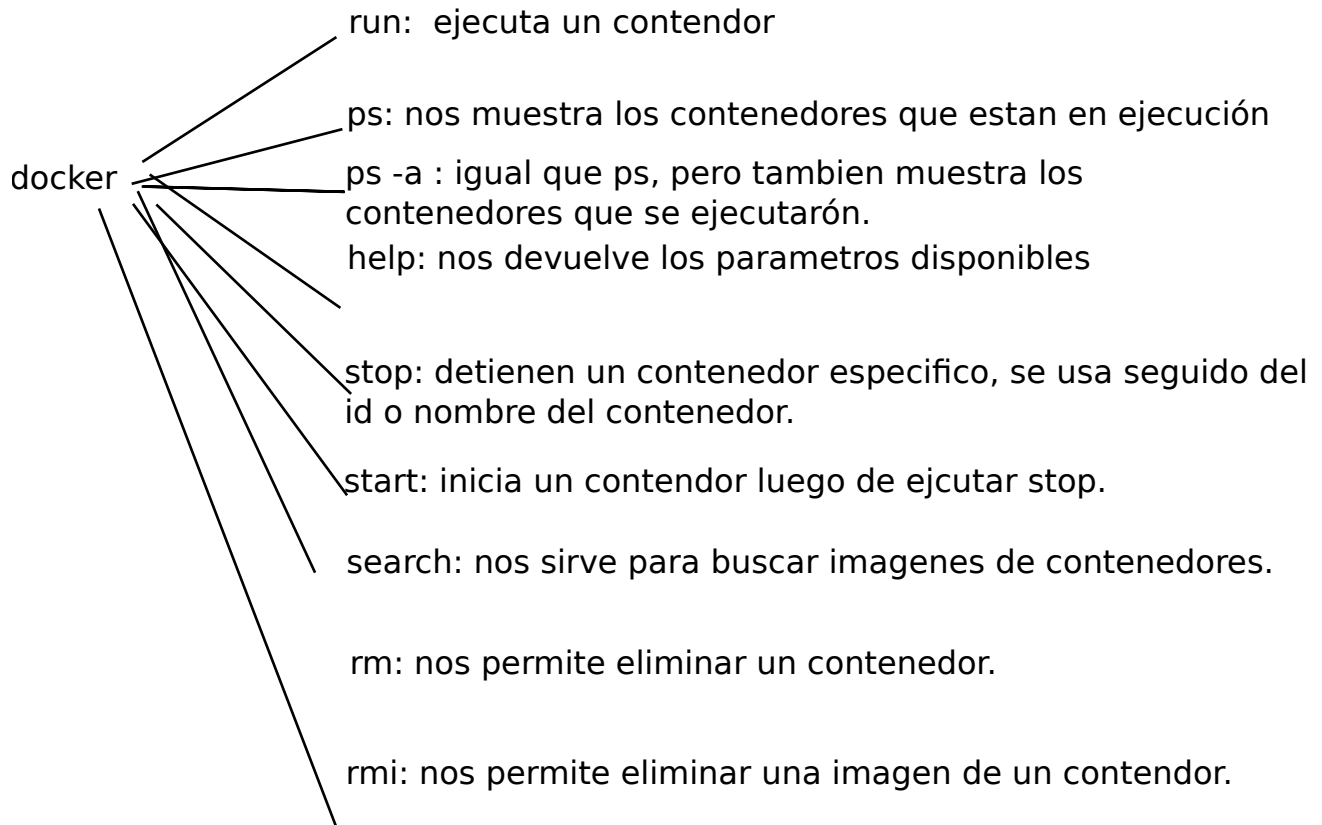 run:  ejecuta un contendor
ps: nos muestra los contenedores que estan en ejecución
docker
ps -a : igual que ps, pero tambien muestra los
contenedores que se ejecutarón.
help: nos devuelve los parametros disponibles
stop: detienen un contenedor especifico, se usa seguido del
id o nombre del contenedor.
start: inicia un contendor luego de ejcutar stop.
search: nos sirve para buscar imagenes de contenedores.
rm: nos permite eliminar un contenedor.
rmi: nos permite eliminar una imagen de un contendor.